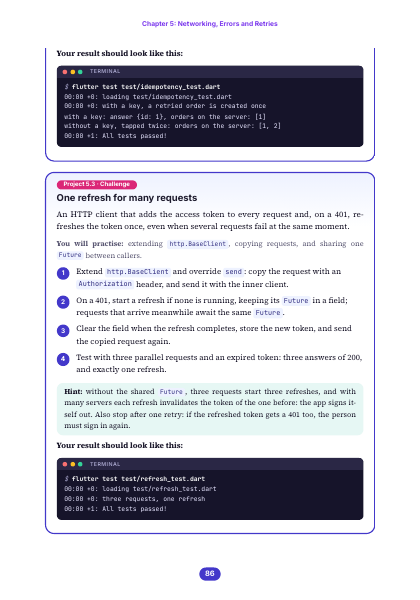 Chapter 5: Networking, Errors and Retries
Your result should look like this:
TERMINAL
$ flutter test test/idempotency_test.dart
00:00 +0: loading test/idempotency_test.dart
00:00 +0: with a key, a retried order is created once
with a key: answer {id: 1}, orders on the server: [1]
without a key, tapped twice: orders on the server: [1, 2]
00:00 +1: All tests passed!
Project 5.3 · Challenge
One refresh for many requests
An HTTP client that adds the access token to every request and, on a 401, re-
freshes the token once, even when several requests fail at the same moment.
You will practise: extending http.BaseClient, copying requests, and sharing one
Future between callers.
1 Extend http.BaseClient and override send: copy the request with an
Authorization header, and send it with the inner client.
2 On a 401, start a refresh if none is running, keeping its Future in a field;
requests that arrive meanwhile await the same Future.
3 Clear the field when the refresh completes, store the new token, and send
the copied request again.
4 Test with three parallel requests and an expired token: three answers of 200,
and exactly one refresh.
Hint: without the shared Future, three requests start three refreshes, and with
many servers each refresh invalidates the token of the one before: the app signs it-
self out. Also stop after one retry: if the refreshed token gets a 401 too, the person
must sign in again.
Your result should look like this:
TERMINAL
$ flutter test test/refresh_test.dart
00:00 +0: loading test/refresh_test.dart
00:00 +0: three requests, one refresh
00:00 +1: All tests passed!
86